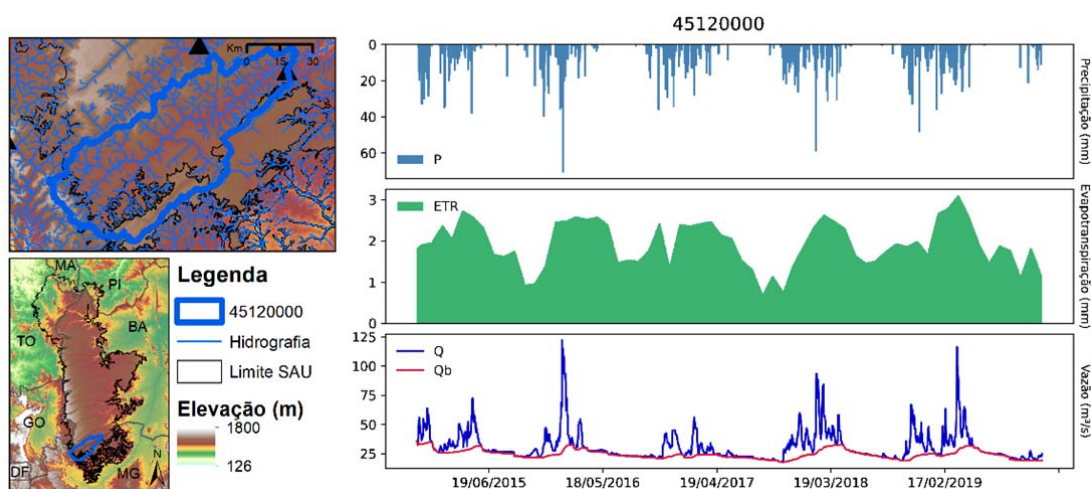 45120000
Km
0 15 30
0
20
40
60
P
Precipitação (mm)
3
2
1
0
ETR
Evapotranspiração (mm)
125
100
75
50
25
Q
Qb
Vazão (m³/s)
19/06/2015 18/05/2016 19/04/2017 19/03/2018 17/02/2019
MA
PI
TO
BA
GO
DF
MG
N
Legenda
45120000
Hidrografia
Limite SAU
Elevação (m)
1800
126